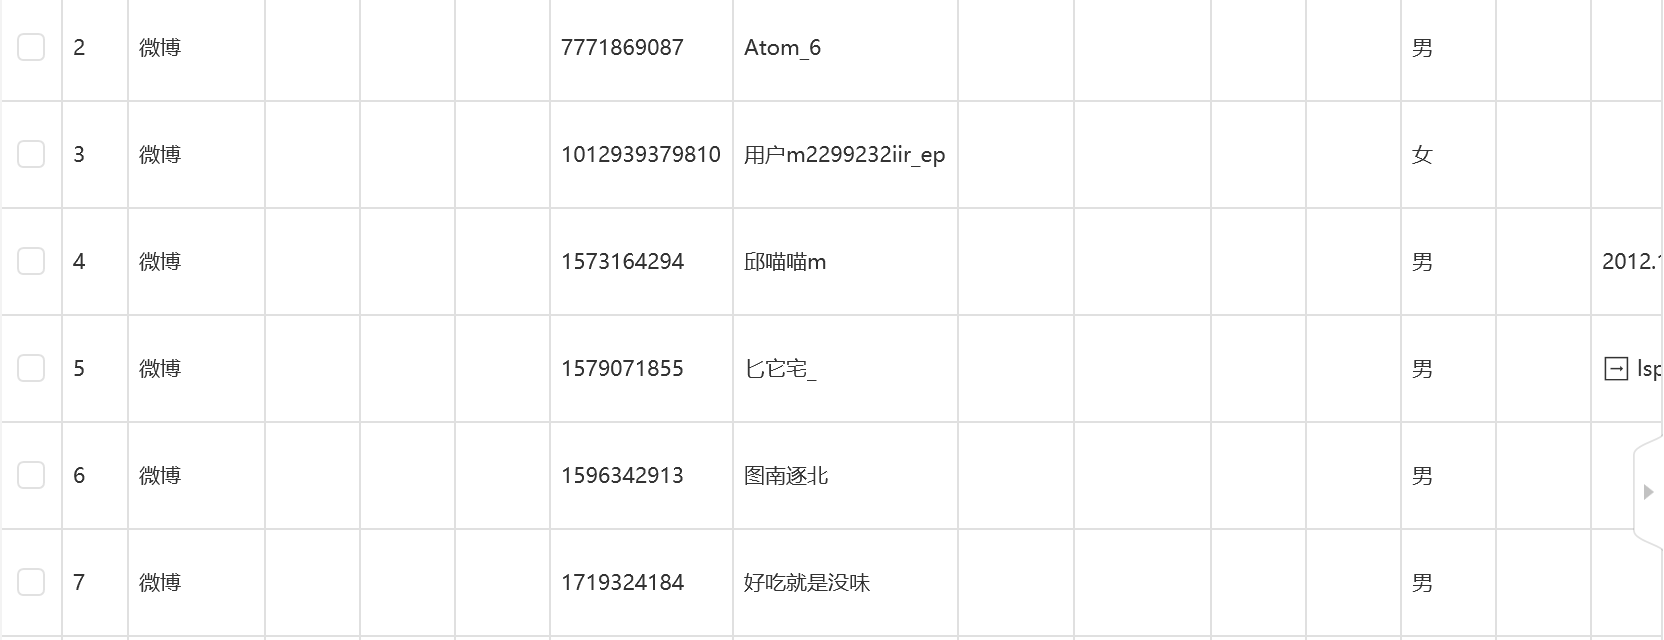 2 微博 7771869087 Atom_6 男
3 微博 1012939379810 用户m2299232iir_ep 女
4 微博 1573164294 邱喵喵m 男 2012.
5 微博 1579071855 匕它宅_ 男 lsp
6 微博 1596342913 图南逐北 男
7 微博 1719324184 好吃就是没味 男